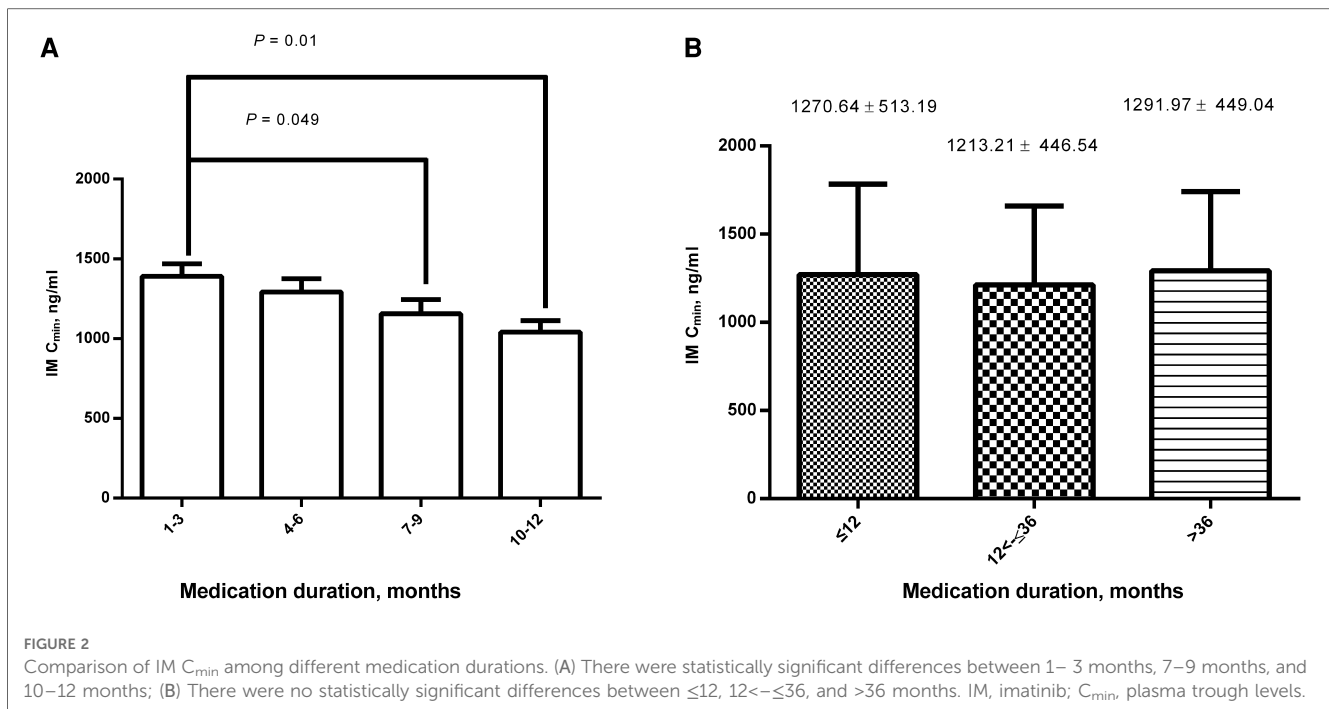 A
P = 0.01
P = 0.049
2000
1500
1000
500
0
IM Cmin, ng/ml
1-3
4-6
7-9
10-12
Medication duration, months
B
1270.64 ± 513.19
1213.21 ± 446.54
1291.97 ± 449.04
2000
1500
1000
500
0
IM Cmin, ng/ml
≤12
12<-≤36
>36
Medication duration, months
FIGURE 2
Comparison of IM Cmin among different medication durations. (A) There were statistically significant differences between 1– 3 months, 7–9 months, and
10–12 months; (B) There were no statistically significant differences between ≤12, 12<–≤36, and >36 months. IM, imatinib; Cmin, plasma trough levels.